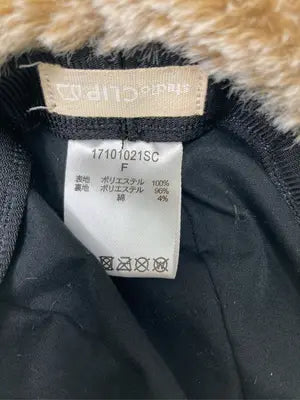 studio CLIP
17101021SC
F
表地 ポリエステル 100%
裏地 ポリエステル 96%
綿 4%